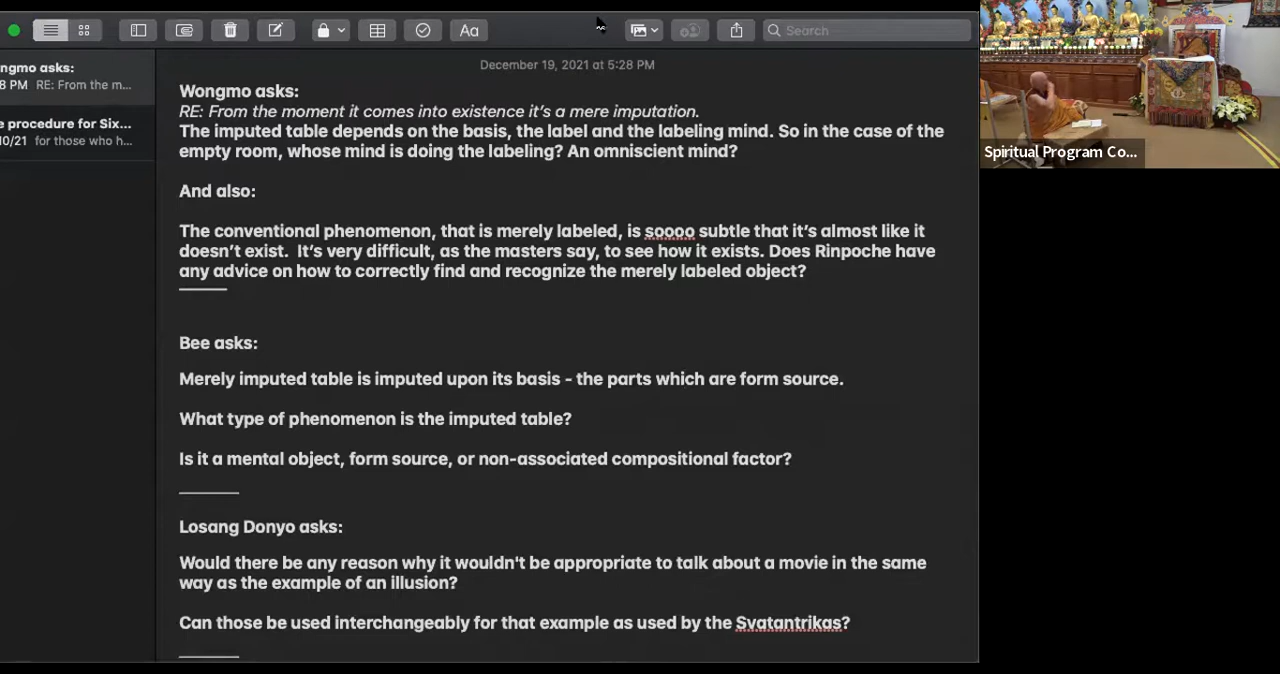 Search
ngmo asks:
8 PM RE: From the m...
e procedure for Six...
10/21 for those who h...
December 19, 2021 at 5:28 PM
Wongmo asks:
RE: From the moment it comes into existence it's a mere imputation.
The imputed table depends on the basis, the label and the labeling mind. So in the case of the
empty room, whose mind is doing the labeling? An omniscient mind?
And also:
The conventional phenomenon, that is merely labeled, is soooo subtle that it's almost like it
doesn't exist. It's very difficult, as the masters say, to see how it exists. Does Rinpoche have
any advice on how to correctly find and recognize the merely labeled object?
Bee asks:
Merely imputed table is imputed upon its basis - the parts which are form source.
What type of phenomenon is the imputed table?
Is it a mental object, form source, or non-associated compositional factor?
Losang Donyo asks:
Would there be any reason why it wouldn't be appropriate to talk about a movie in the same
way as the example of an illusion?
Can those be used interchangeably for that example as used by the Svatantrikas?
Aa
Spiritual Program Co...